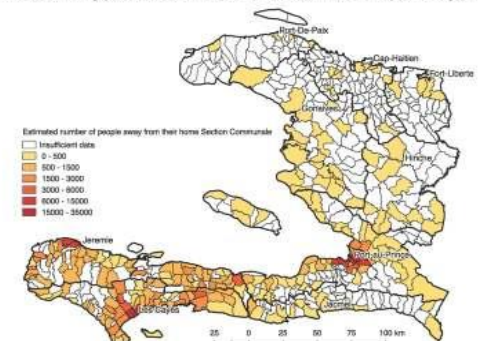 Port-De-Paix
Cap-Haitien
Fort-Liberte
Gonaives
Estimated number of people away from their home Section Communale
Insufficient data
0 - 500
500 - 1500
1500 - 3000
3000 - 6000
6000 - 15000
15000 - 35000
Hinche
Jeremie
Port-au-Prince
Les Cayes
Jacmel
25 0 25 50 75 100 km